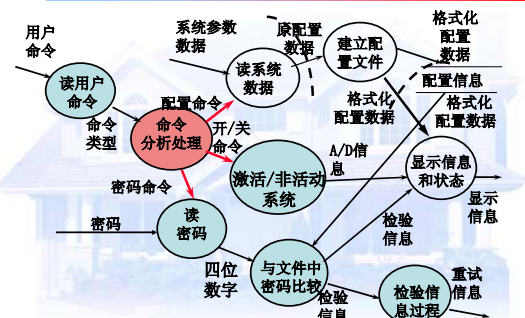 用户
命令
系统参数
数据
原配置
数据
建立配
置文件
格式化
配置
数据
读用户
命令
读系统
数据
配置信息
配置命令
格式化
配置数据
格式化
配置数据
命令
类型
命令
分析处理
开/关
命令
A/D信
息
显示信息
和状态
激活/非活动
系统
密码命令
显示
信息
密码
读
密码
检验
信息
四位
数字
与文件中
密码比较
检验
信息
检验信
息过程
重试
信息